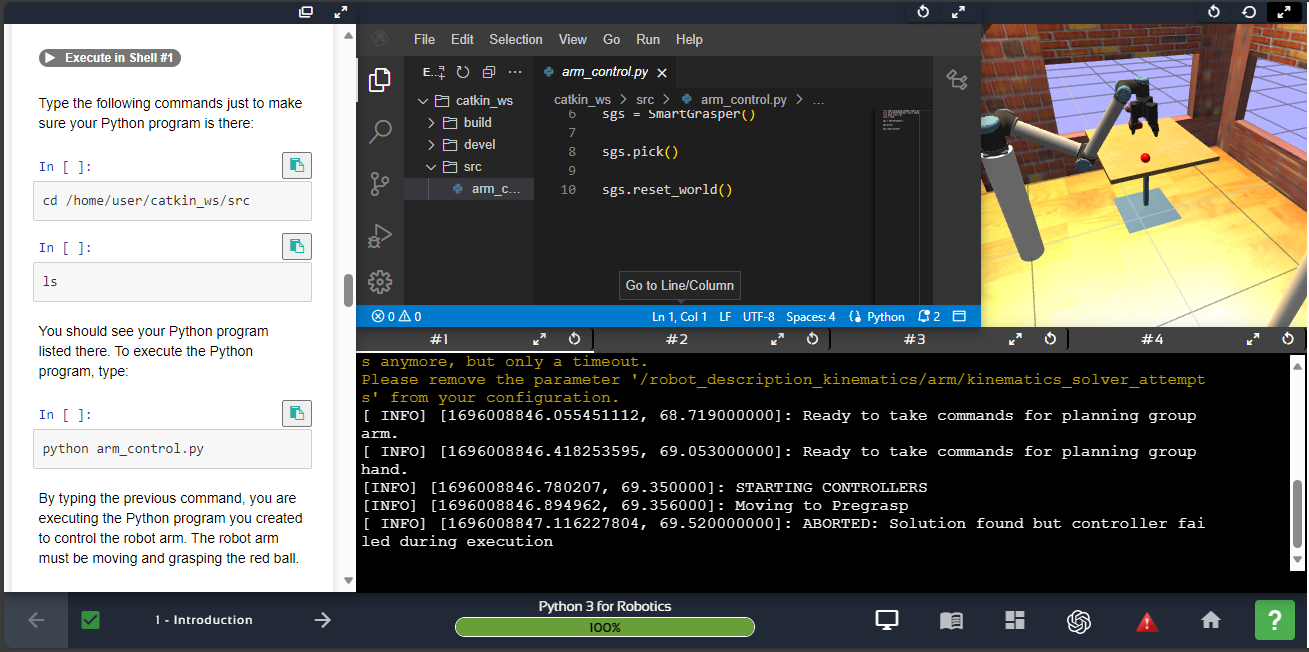 Execute in Shell #1
Type the following commands just to make
sure your Python program is there:
In [ ]:
cd /home/user/catkin_ws/src
In [ ]:
ls
You should see your Python program
listed there. To execute the Python
program, type:
In [ ]:
python arm_control.py
By typing the previous command, you are
executing the Python program you created
to control the robot arm. The robot arm
must be moving and grasping the red ball.
File Edit Selection View Go Run Help
E...
catkin_ws
build
devel
src
arm_c...
arm_control.py
catkin_ws > src > arm_control.py > ...
6 sgs = SmartGrasper()
7
8 sgs.pick()
9
10 sgs.reset_world()
Go to Line/Column
0 0 Ln 1, Col 1 LF UTF-8 Spaces: 4 Python 2
#1 #2 #3 #4
s anymore, but only a timeout.
Please remove the parameter '/robot_description_kinematics/arm/kinematics_solver_attempt
s' from your configuration.
[ INFO] [1696008846.055451112, 68.719000000]: Ready to take commands for planning group
arm.
[ INFO] [1696008846.418253595, 69.053000000]: Ready to take commands for planning group
hand.
[INFO] [1696008846.780207, 69.350000]: STARTING CONTROLLERS
[INFO] [1696008846.894962, 69.356000]: Moving to Pregrasp
[ INFO] [1696008847.116227804, 69.520000000]: ABORTED: Solution found but controller fai
led during execution
1 - Introduction
Python 3 for Robotics
100%
?